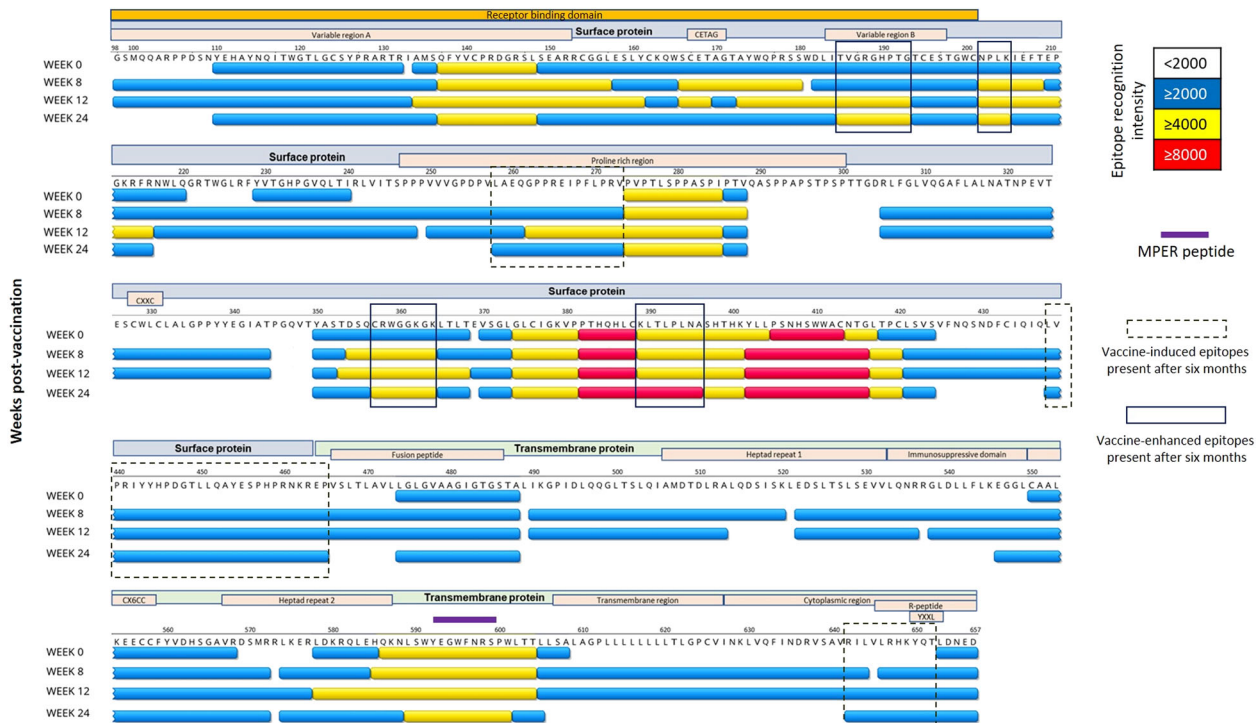 Receptor binding domain
Surface protein
Variable region A CETAG Variable region B
98 100 110 120 130 140 150 160 170 180 190 200 210
GSMQQARPPDSNYEHAYNQITWGTLGCSYPRARTRIAMSQFYVCPRDGRSLSEARRCGGLESLYCKQWSCETAGTAYWQPRSSWDLITVGRGHPTGTCESTGWCNPLKIEFTEP
WEEK 0
WEEK 8
WEEK 12
WEEK 24
Surface protein
Proline rich region
220 230 240 250 260 270 280 290 300 310 320
GKRFRNWLQGRTWGLRFYVTGHPGVQLTIRLVITSPPPVVVGPDPVLAEQGPPREIPFLPRVPVPTLSPPASPIPTVQASPPAPSTPSPTTGDRLFGLVQGAFLALNATNPEVT
WEEK 0
WEEK 8
WEEK 12
WEEK 24
Surface protein
CXXC
330 340 350 360 370 380 390 400 410 420 430
ESCWLCLALGPPYYEGIATPGQVTYASTDSQCRWGGKGKLTLTEVSGLGLCIGKVPPTHQHLCKLTLPLNASHTHKYLLPSNHSWWACNTGLTPCLSVSVFNQSNDFCIQIQLV
WEEK 0
WEEK 8
WEEK 12
WEEK 24
Surface protein Transmembrane protein
Fusion peptide Heptad repeat 1 Immunosuppressive domain
440 450 460 470 480 490 500 510 520 530 540 550
PRIYYHPDGTLLQAYESPHPRNKREPIVSLTLAVLLGLGVAAGIGTGSTALIKGPIDLQQGLTSLQIAMDTDLRALQDSISKLEDSLTSLSEVVLQNRRGLDLLFLKEGGLCAAL
WEEK 0
WEEK 8
WEEK 12
WEEK 24
CX6CC Heptad repeat 2 Transmembrane protein Transmembrane region Cytoplasmic region
R-peptide
YXXL
560 570 580 590 600 610 620 630 640 650 657
KEECCFYVDHSGAVRDSMRRLKERLDKRQLEHQKNLSWYEGWFNRSPWLTTLLSALAGPLLLLLLLLTLGPCVINKLVQFINDRVSAVRILVLRHKYQTLDNED
WEEK 0
WEEK 8
WEEK 12
WEEK 24
Weeks post-vaccination
Epitope recognition intensity
<2000
≥2000
≥4000
≥8000
MPER peptide
Vaccine-induced epitopes
present after six months
Vaccine-enhanced epitopes
present after six months